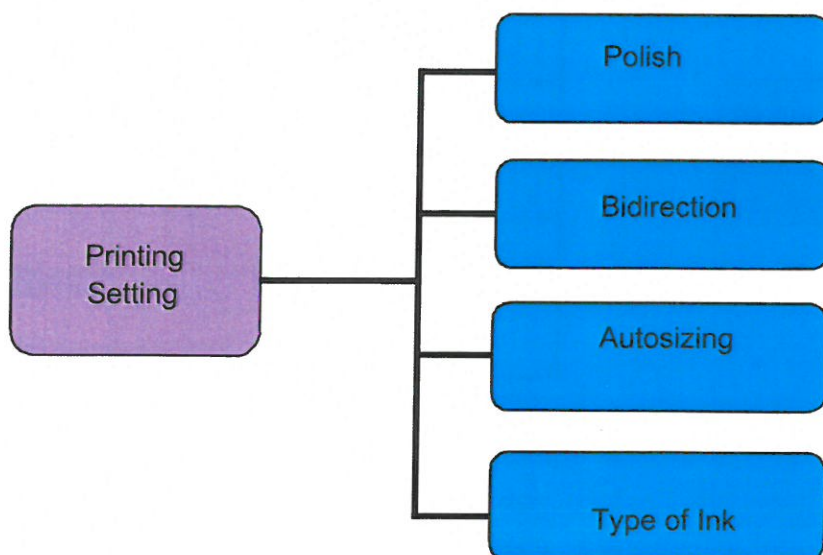 Printing
Setting
Polish
Bidirection
Autosizing
Type of Ink